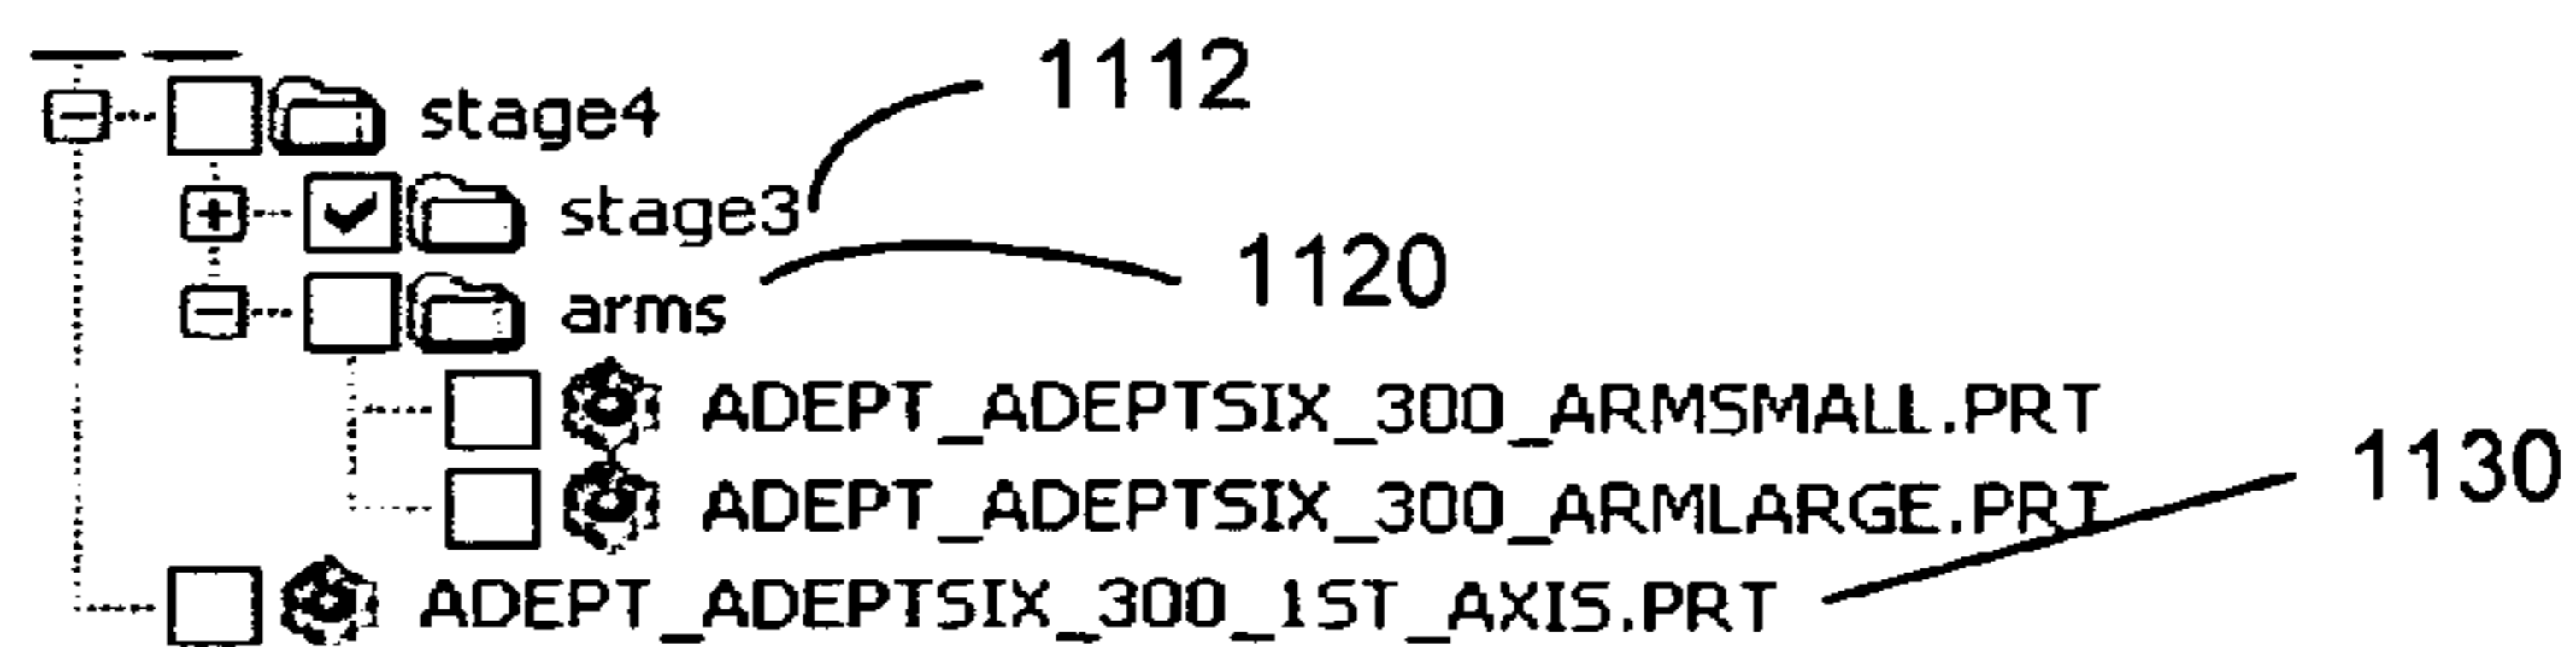 stage4
1112
stage3
1120
arms
ADEPT_ADEPTSIX_300_ARMSMALL.PRT
ADEPT_ADEPTSIX_300_ARMLARGE.PRT
1130
ADEPT_ADEPTSIX_300_1ST_AXIS.PRT